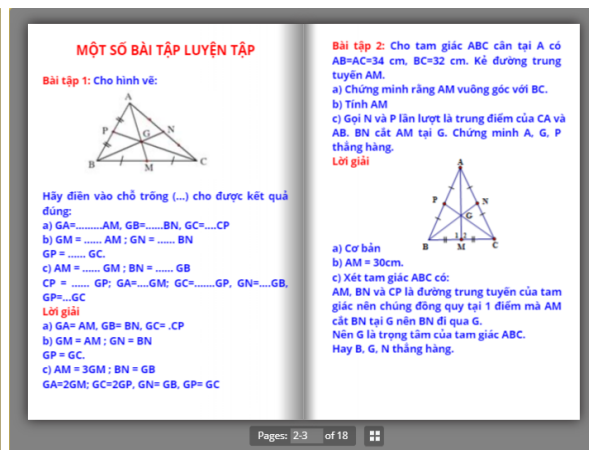 MỘT SỐ BÀI TẬP LUYỆN TẬP
Bài tập 1: Cho hình vẽ:
A
P
N
G
B
M
C
Hãy điền vào chỗ trống (...) cho được kết quả
đúng:
a) GA=.........AM, GB=......BN, GC=....CP
b) GM = ...... AM ; GN = ...... BN
GP = ...... GC.
c) AM = ...... GM ; BN = ...... GB
CP = ...... GP; GA=....GM; GC=.......GP, GN=....GB,
GP=...GC
Lời giải
a) GA= AM, GB= BN, GC= .CP
b) GM = AM ; GN = BN
GP = GC.
c) AM = 3GM ; BN = GB
GA=2GM; GC=2GP, GN= GB, GP= GC
Bài tập 2: Cho tam giác ABC cân tại A có
AB=AC=34 cm, BC=32 cm. Kẻ đường trung
tuyến AM.
a) Chứng minh rằng AM vuông góc với BC.
b) Tính AM
c) Gọi N và P lần lượt là trung điểm của CA và
AB. BN cắt AM tại G. Chứng minh A, G, P
thẳng hàng.
Lời giải
A
P
N
G
1 2
B
M
C
a) Cơ bản
b) AM = 30cm.
c) Xét tam giác ABC có:
AM, BN và CP là đường trung tuyến của tam
giác nên chúng đồng quy tại 1 điểm mà AM
cắt BN tại G nên BN đi qua G.
Nên G là trọng tâm của tam giác ABC.
Hay B, G, N thẳng hàng.
Pages: 2-3 of 18